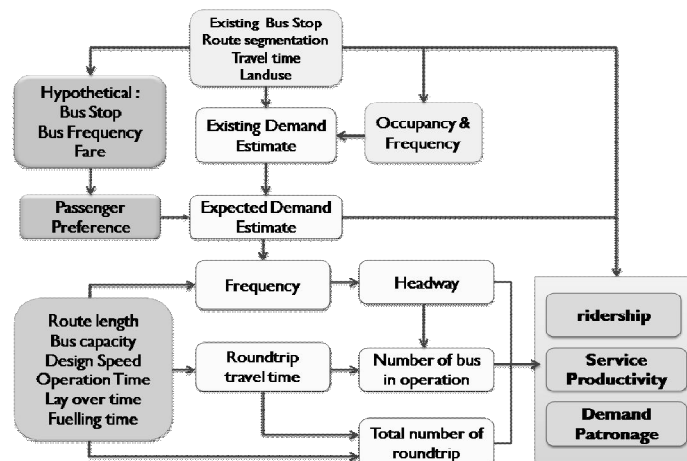 Existing Bus Stop
Route segmentation
Travel time
Landuse
Hypothetical :
Bus Stop
Bus Frequency
Fare
Existing Demand
Estimate
Occupancy &
Frequency
Passenger
Preference
Expected Demand
Estimate
Frequency
Headway
Route length
Bus capacity
Design Speed
Operation Time
Lay over time
Fuelling time
Roundtrip
travel time
Number of bus
in operation
Total number of
roundtrip
ridership
Service
Productivity
Demand
Patronage